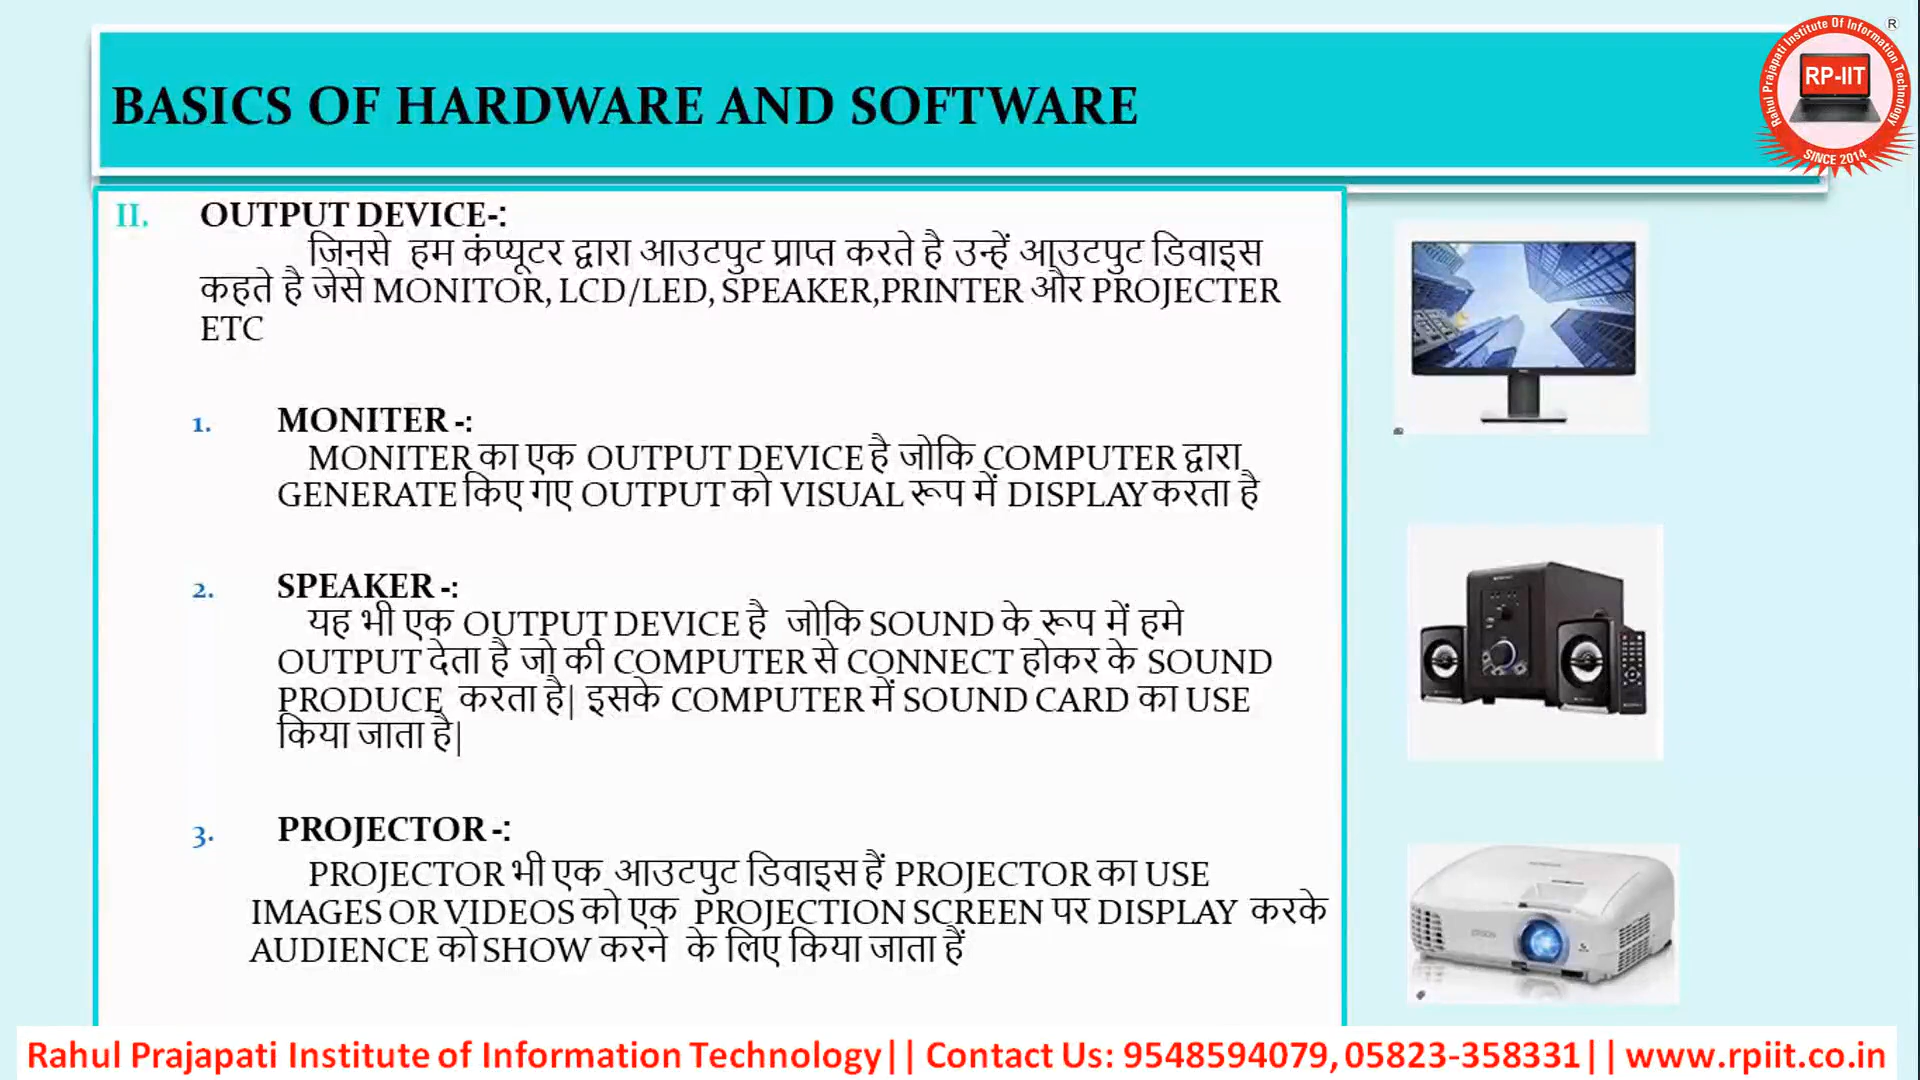 BASICS OF HARDWARE AND SOFTWARE
Rahul Prajapati Institute Of Information Technology
®
RP-IIT
SINCE 2014
II. OUTPUT DEVICE-:
जिनसे हम कंप्यूटर द्वारा आउटपुट प्राप्त करते है उन्हें आउटपुट डिवाइस
कहते है जेसे MONITOR, LCD/LED, SPEAKER,PRINTER और PROJECTER
ETC
1. MONITER -:
MONITER का एक OUTPUT DEVICE है जोकि COMPUTER द्वारा
GENERATE किए गए OUTPUT को VISUAL रूप में DISPLAY करता है
2. SPEAKER -:
यह भी एक OUTPUT DEVICE है जोकि SOUND के रूप में हमे
OUTPUT देता है जो की COMPUTER से CONNECT होकर के SOUND
PRODUCE करता है| इसके COMPUTER में SOUND CARD का USE
किया जाता है|
3. PROJECTOR -:
PROJECTOR भी एक आउटपुट डिवाइस हैं PROJECTOR का USE
IMAGES OR VIDEOS को एक PROJECTION SCREEN पर DISPLAY करके
AUDIENCE को SHOW करने के लिए किया जाता हैं
EPSON
Rahul Prajapati Institute of Information Technology|| Contact Us: 9548594079, 05823-358331|| www.rpiit.co.in